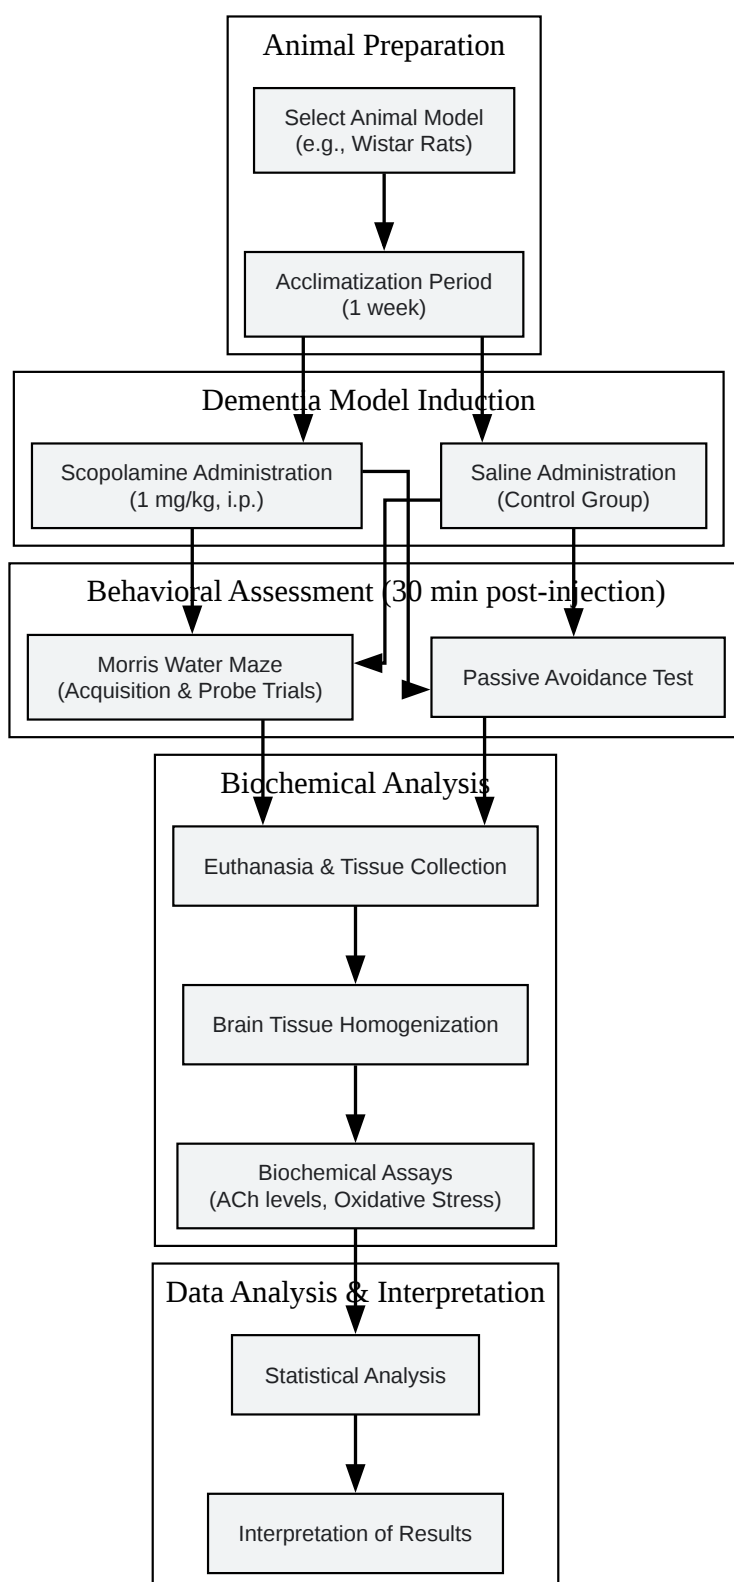 Animal Preparation
Select Animal Model
(e.g., Wistar Rats)
Acclimatization Period
(1 week)
Dementia Model Induction
Scopolamine Administration
(1 mg/kg, i.p.)
Saline Administration
(Control Group)
Behavioral Assessment (30 min post-injection)
Morris Water Maze
(Acquisition & Probe Trials)
Passive Avoidance Test
Biochemical Analysis
Euthanasia & Tissue Collection
Brain Tissue Homogenization
Biochemical Assays
(ACh levels, Oxidative Stress)
Data Analysis & Interpretation
Statistical Analysis
Interpretation of Results